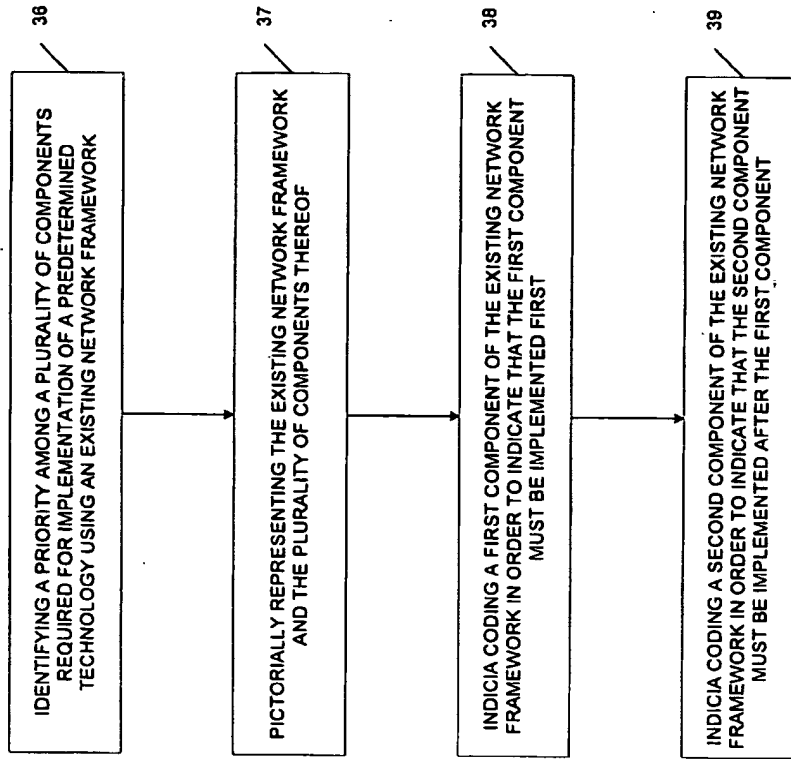 36
IDENTIFYING A PRIORITY AMONG A PLURALITY OF COMPONENTS
REQUIRED FOR IMPLEMENTATION OF A PREDETERMINED
TECHNOLOGY USING AN EXISTING NETWORK FRAMEWORK
37
PICTORIALLY REPRESENTING THE EXISTING NETWORK FRAMEWORK
AND THE PLURALITY OF COMPONENTS THEREOF
38
INDICIA CODING A FIRST COMPONENT OF THE EXISTING NETWORK
FRAMEWORK IN ORDER TO INDICATE THAT THE FIRST COMPONENT
MUST BE IMPLEMENTED FIRST
39
INDICIA CODING A SECOND COMPONENT OF THE EXISTING NETWORK
FRAMEWORK IN ORDER TO INDICATE THAT THE SECOND COMPONENT
MUST BE IMPLEMENTED AFTER THE FIRST COMPONENT